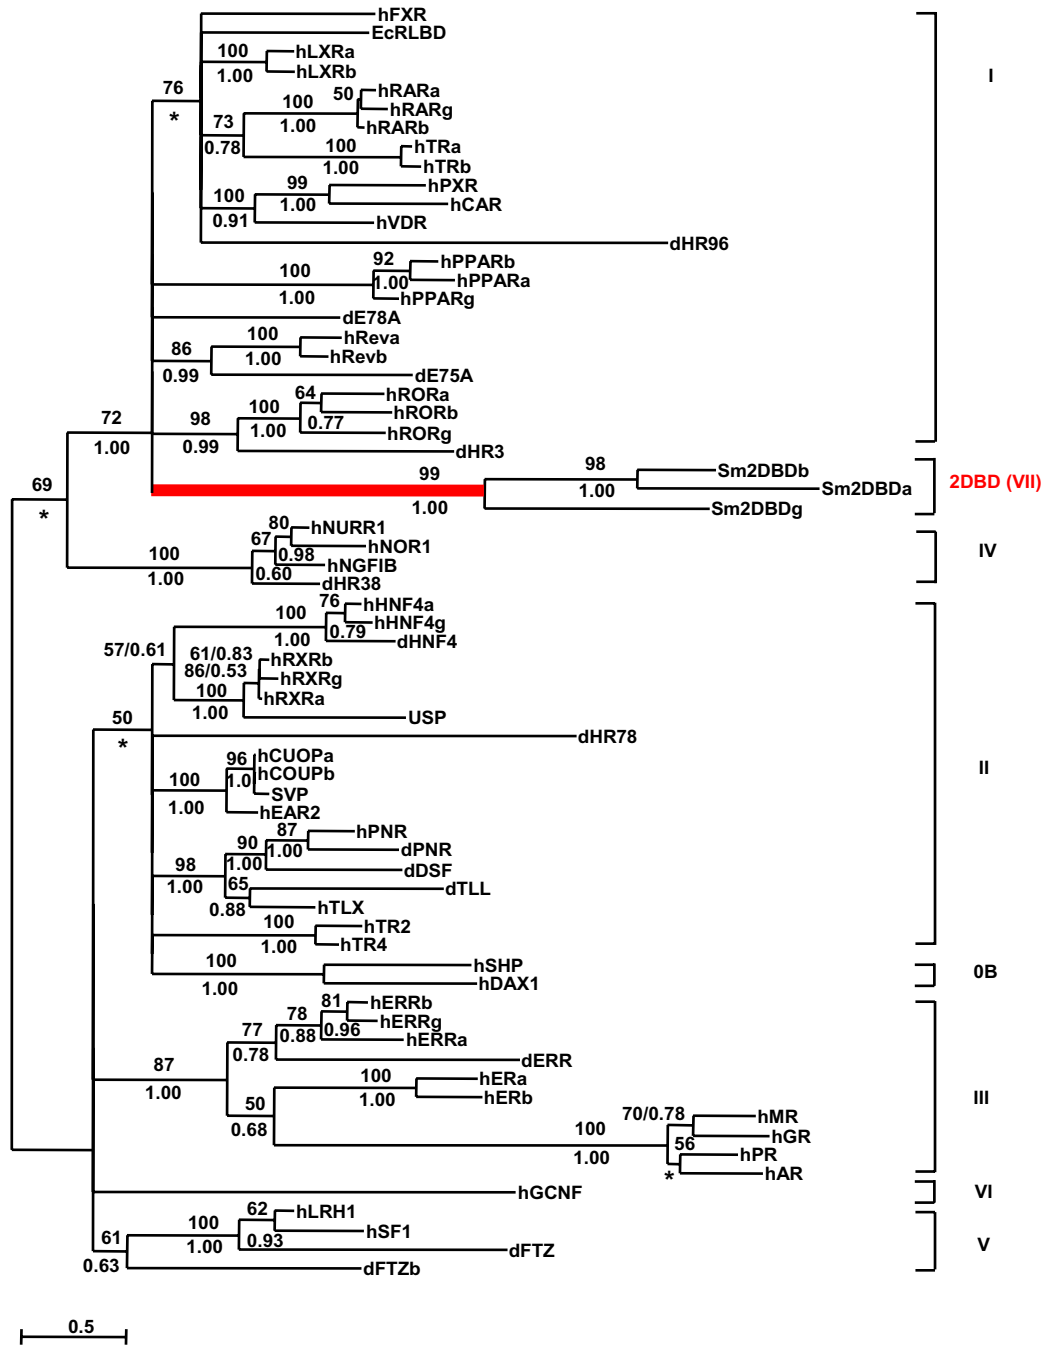 hFXR
EcRLBD
100
hLXRa
1.00
hLXRb
I
76
*
50
hRARa
100
hRARg
1.00
hRARb
73
0.78
100
hTRa
1.00
hTRb
99
hPXR
100
1.00
hCAR
0.91
hVDR
dHR96
92
hPPARb
100
1.00
hPPARa
1.00
hPPARg
dE78A
100
hReva
86
1.00
hRevb
0.99
dE75A
64
hRORa
100
hRORb
72
98
0.77
1.00
hRORg
1.00
0.99
dHR3
99
98
Sm2DBDb
69
1.00
Sm2DBDa
2DBD (VII)
*
1.00
Sm2DBDg
80
hNURR1
67
hNOR1
100
0.98
hNGFIB
IV
1.00
0.60
dHR38
76
hHNF4a
100
hHNF4g
1.00
0.79
dHNF4
57/0.61
61/0.83
hRXRb
86/0.53
hRXRg
100
hRXRa
1.00
USP
50
*
dHR78
96
hCUOPa
II
100
1.0
hCOUPb
1.00
SVP
hEAR2
87
hPNR
90
1.00
dPNR
98
1.00
dDSF
1.00
65
dTLL
0.88
hTLX
100
hTR2
1.00
hTR4
100
hSHP
0B
1.00
hDAX1
81
hERRb
78
hERRg
77
0.88
0.96
hERRa
0.78
dERR
87
100
hERa
1.00
1.00
hERb
III
50
70/0.78
hMR
0.68
100
56
hGR
1.00
hPR
*
hAR
hGCNF
VI
62
hLRH1
100
hSF1
61
1.00
0.93
dFTZ
V
0.63
dFTZb
0.5